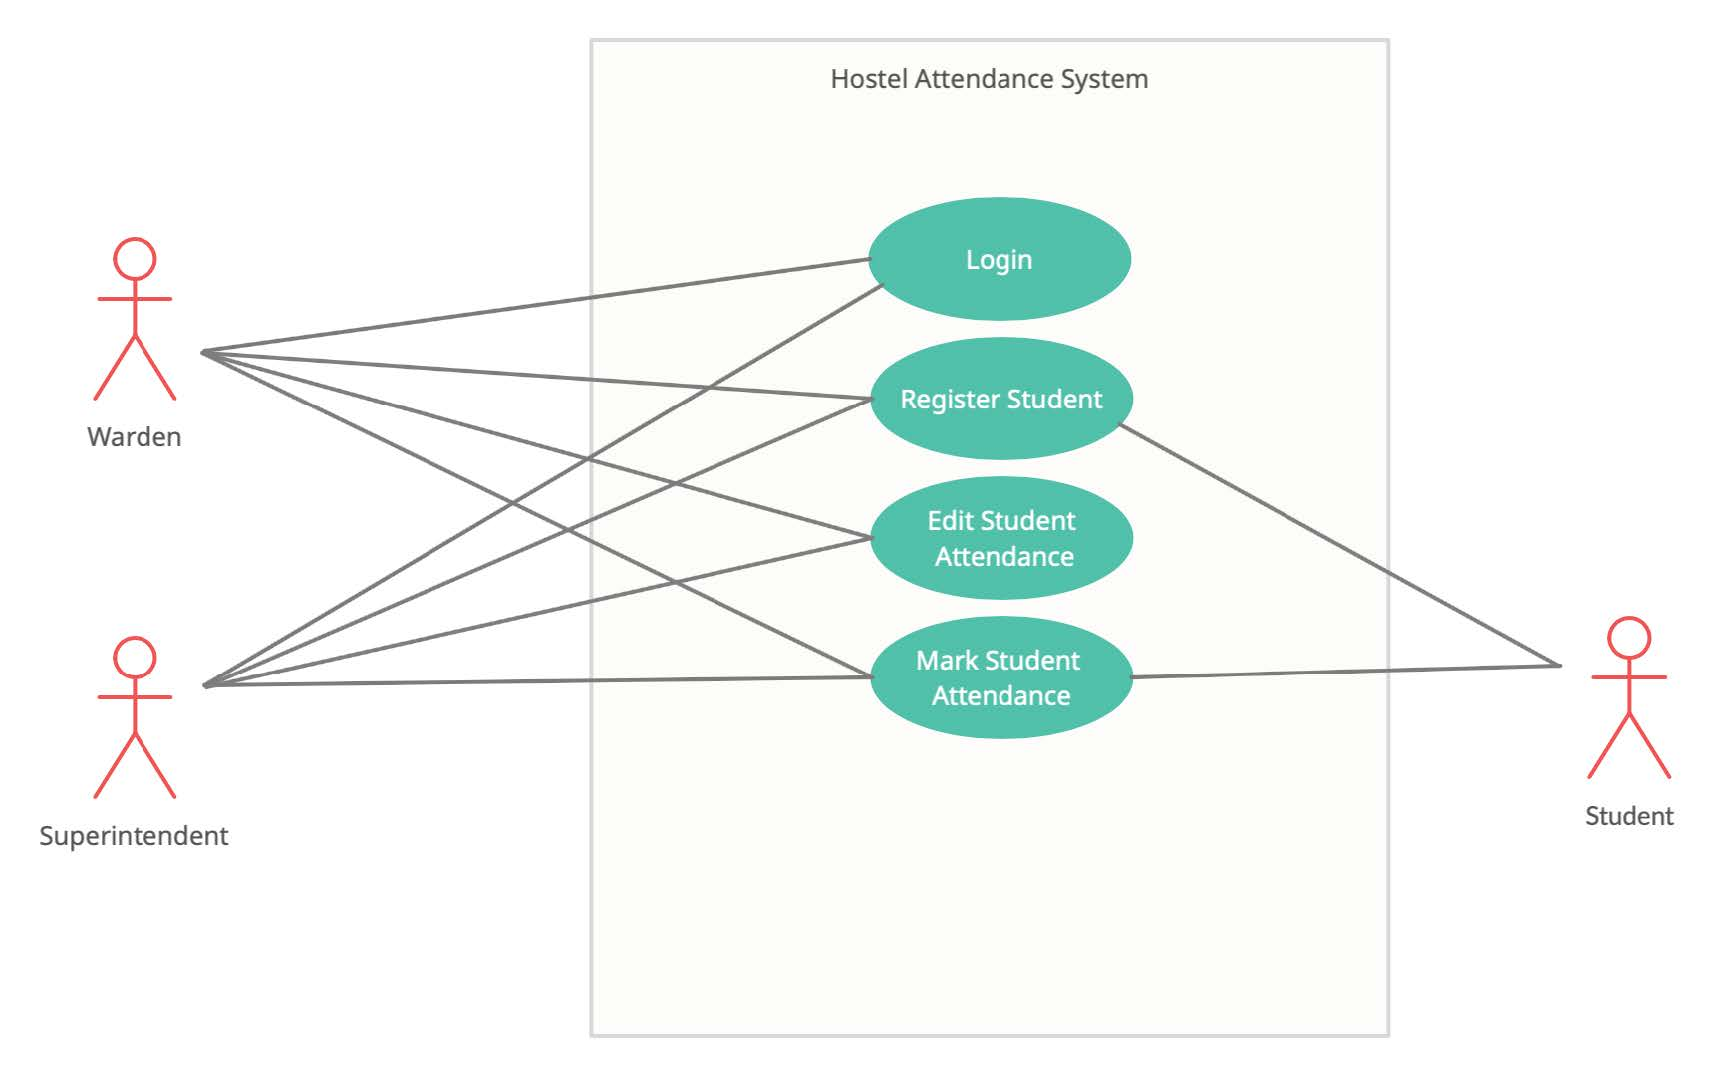 Hostel Attendance System
Login
Register Student
Edit Student
Attendance
Mark Student
Attendance
Warden
Superintendent
Student